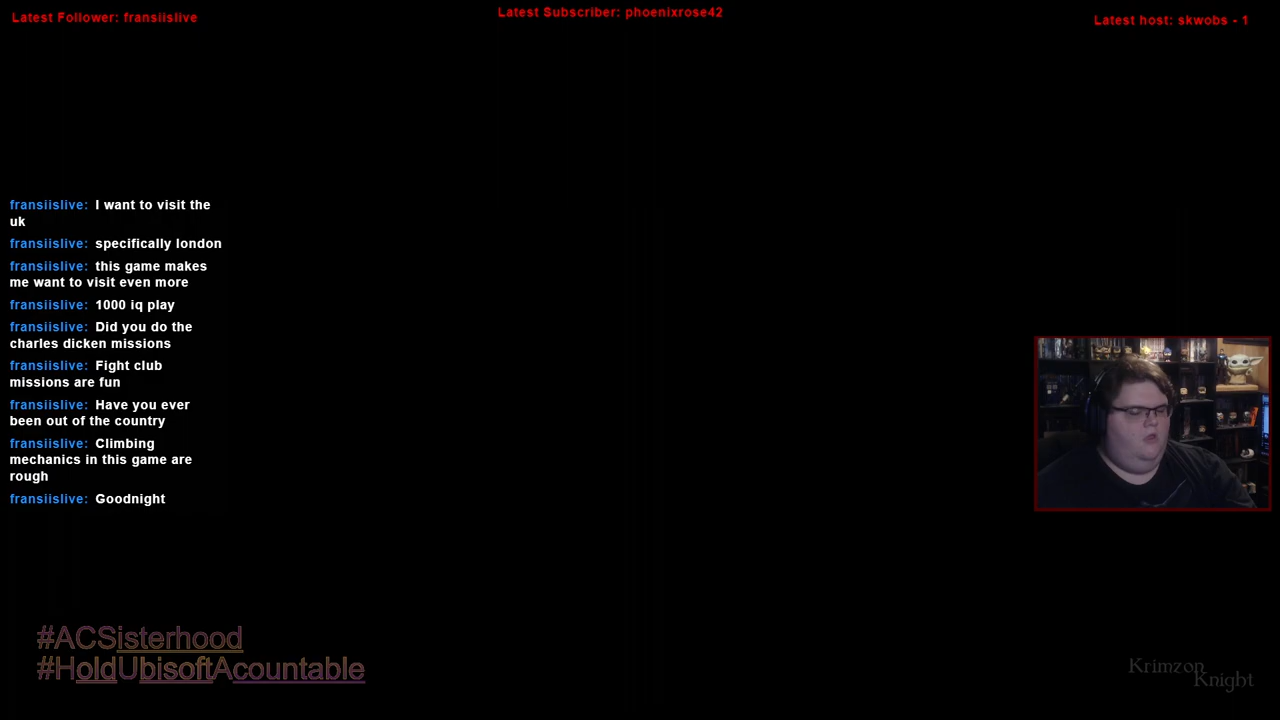 Latest Follower: fransiislive
Latest Subscriber: phoenixrose42
Latest host: skwobs - 1
fransiislive: I want to visit the
uk
fransiislive: specifically london
fransiislive: this game makes
me want to visit even more
fransiislive: 1000 iq play
fransiislive: Did you do the
charles dicken missions
fransiislive: Fight club
missions are fun
fransiislive: Have you ever
been out of the country
fransiislive: Climbing
mechanics in this game are
rough
fransiislive: Goodnight
#ACSisterhood
#HoldUbisoftAcountable
Krimzon
Knight